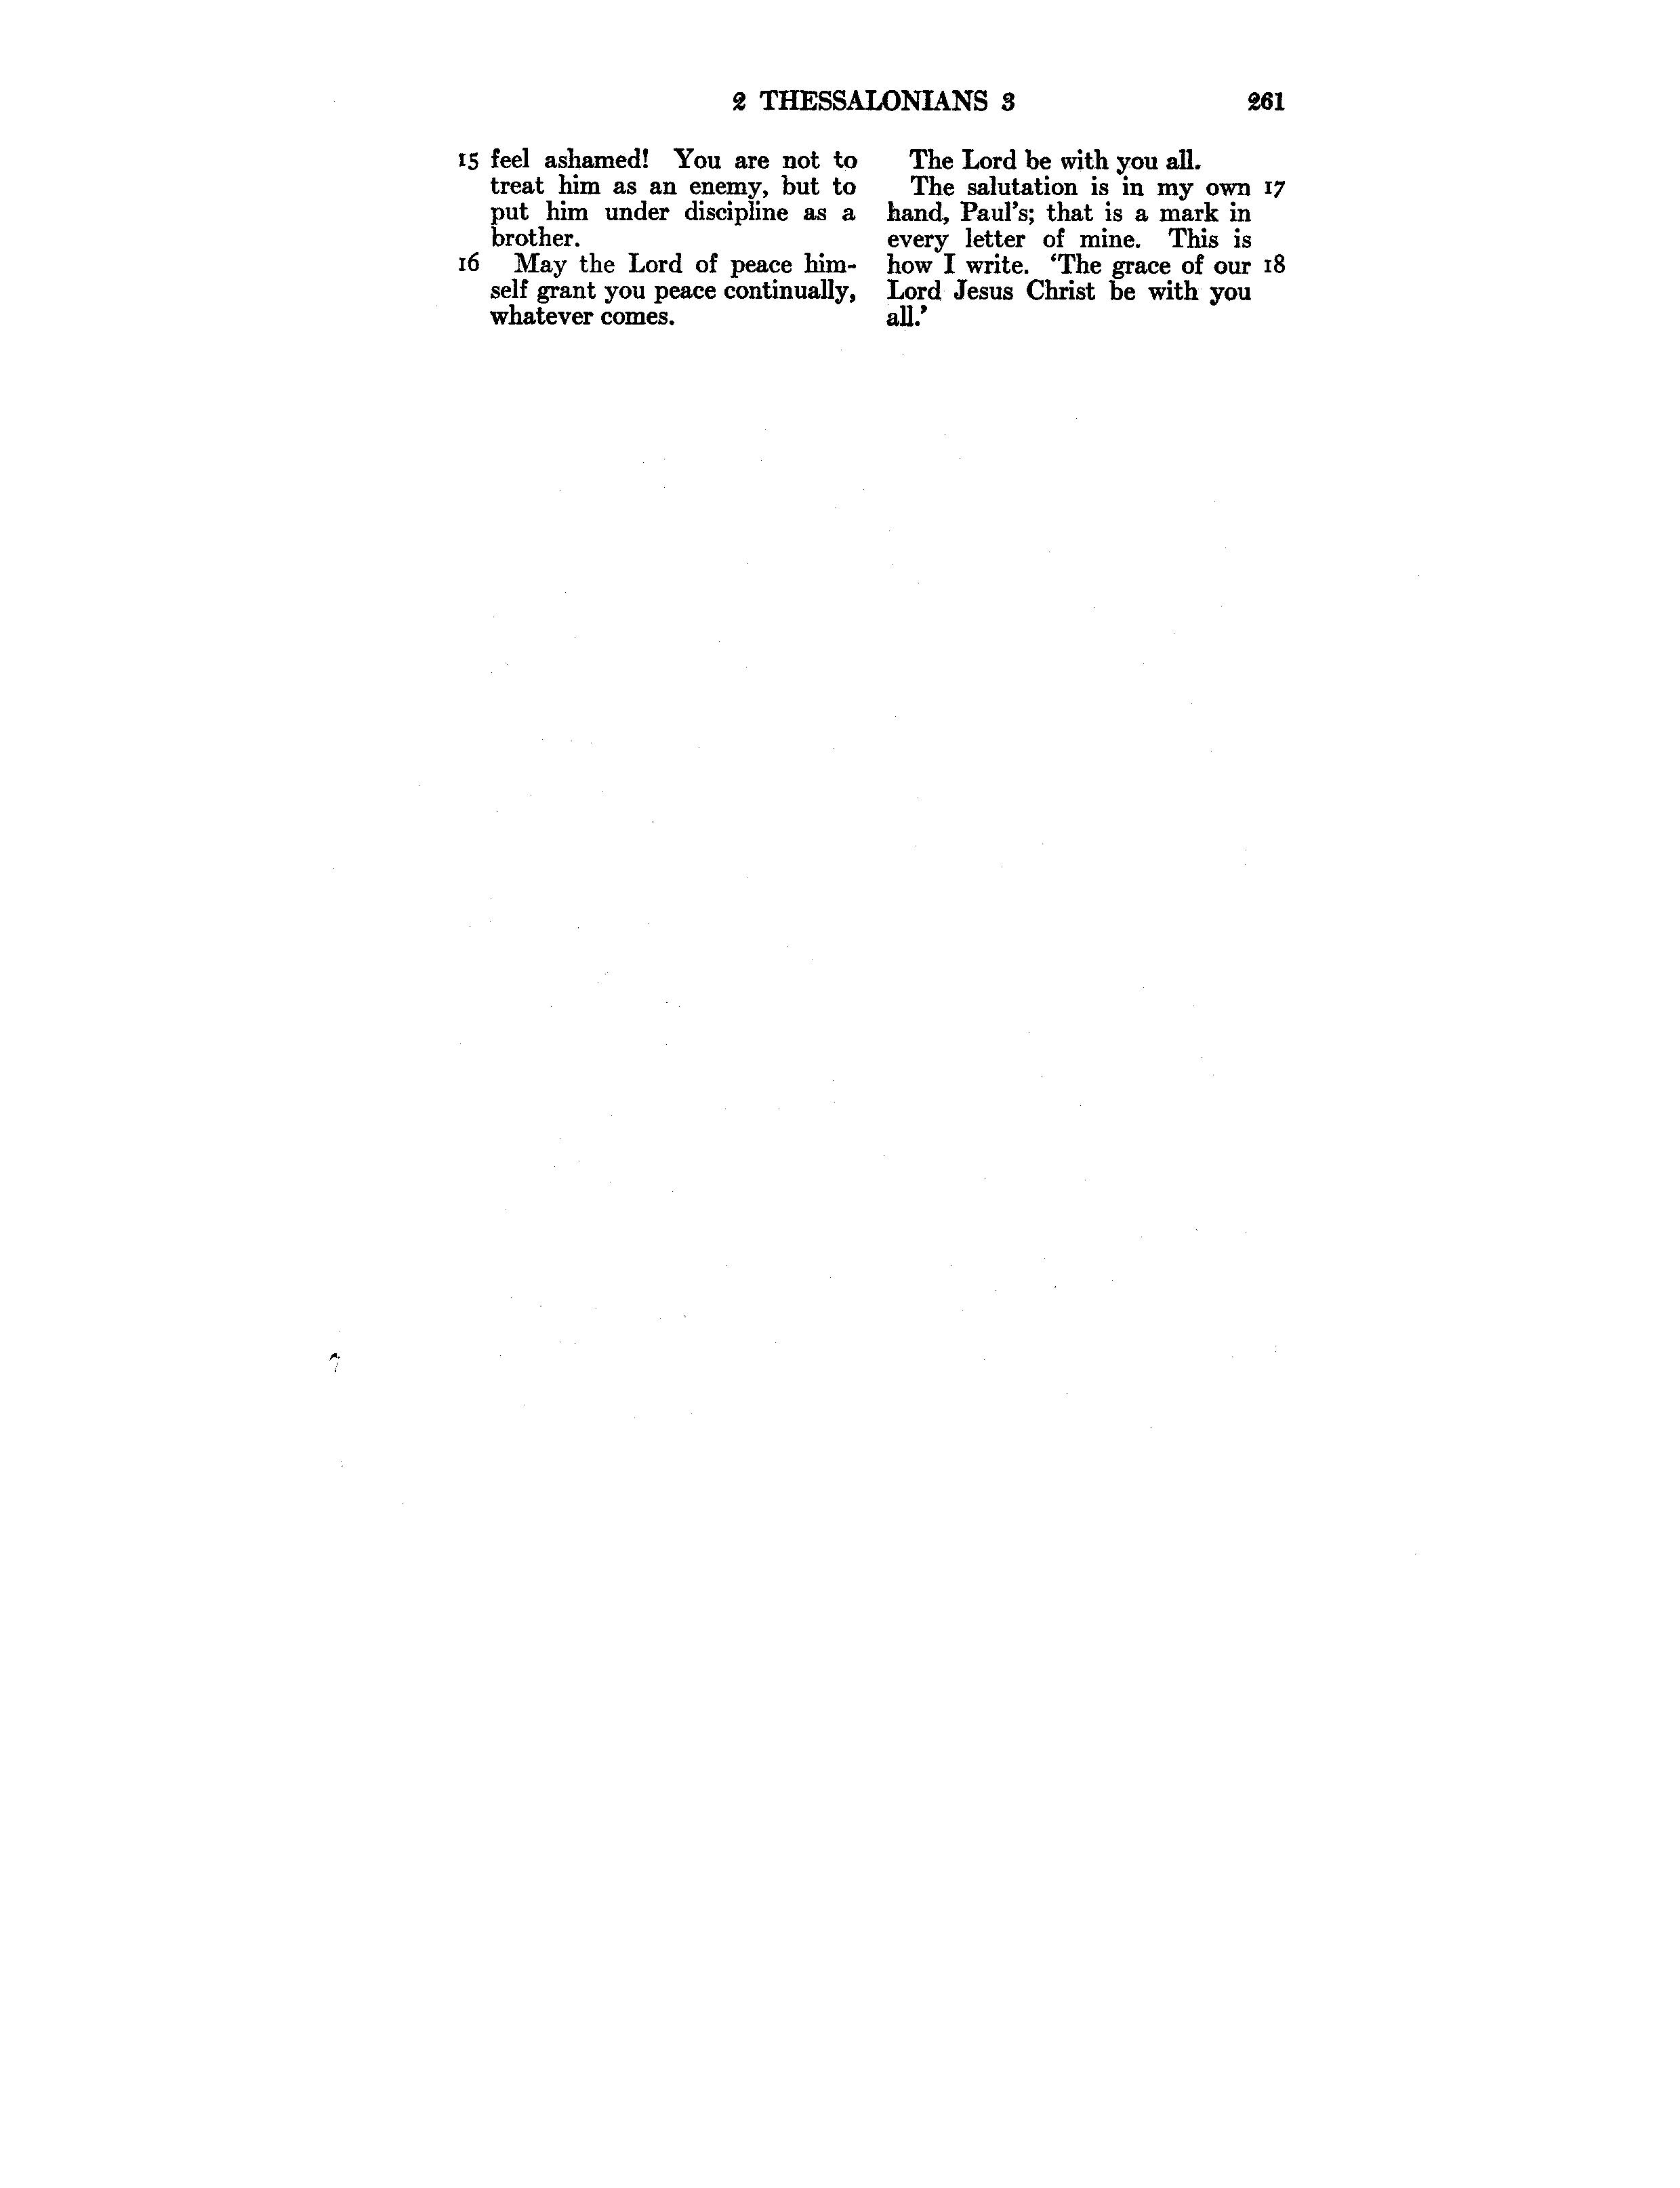 2 THESSALONIANS 3 261
15 feel ashamed! You are not to
treat him as an enemy, but to
put him under discipline as a
brother.
16 May the Lord of peace him-
self grant you peace continually,
whatever comes.
The Lord be with you all.
The salutation is in my own 17
hand, Paul's; that is a mark in
every letter of mine. This is
how I write. ‘The grace of our 18
Lord Jesus Christ be with you
all.’